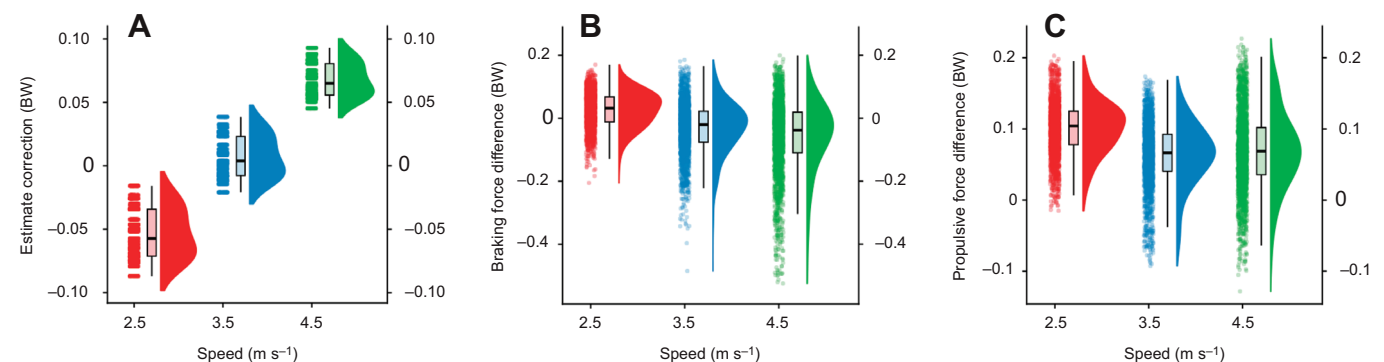 A
Estimate correction (BW)
0.10
0.05
0
–0.05
–0.10
0.10
0.05
0
–0.05
–0.10
2.5 3.5 4.5
Speed (m s–1)
B
Braking force difference (BW)
0.2
0
–0.2
–0.4
0.2
0
–0.2
–0.4
2.5 3.5 4.5
Speed (m s–1)
C
Propulsive force difference (BW)
0.2
0.1
0
–0.1
0.2
0.1
0
–0.1
2.5 3.5 4.5
Speed (m s–1)